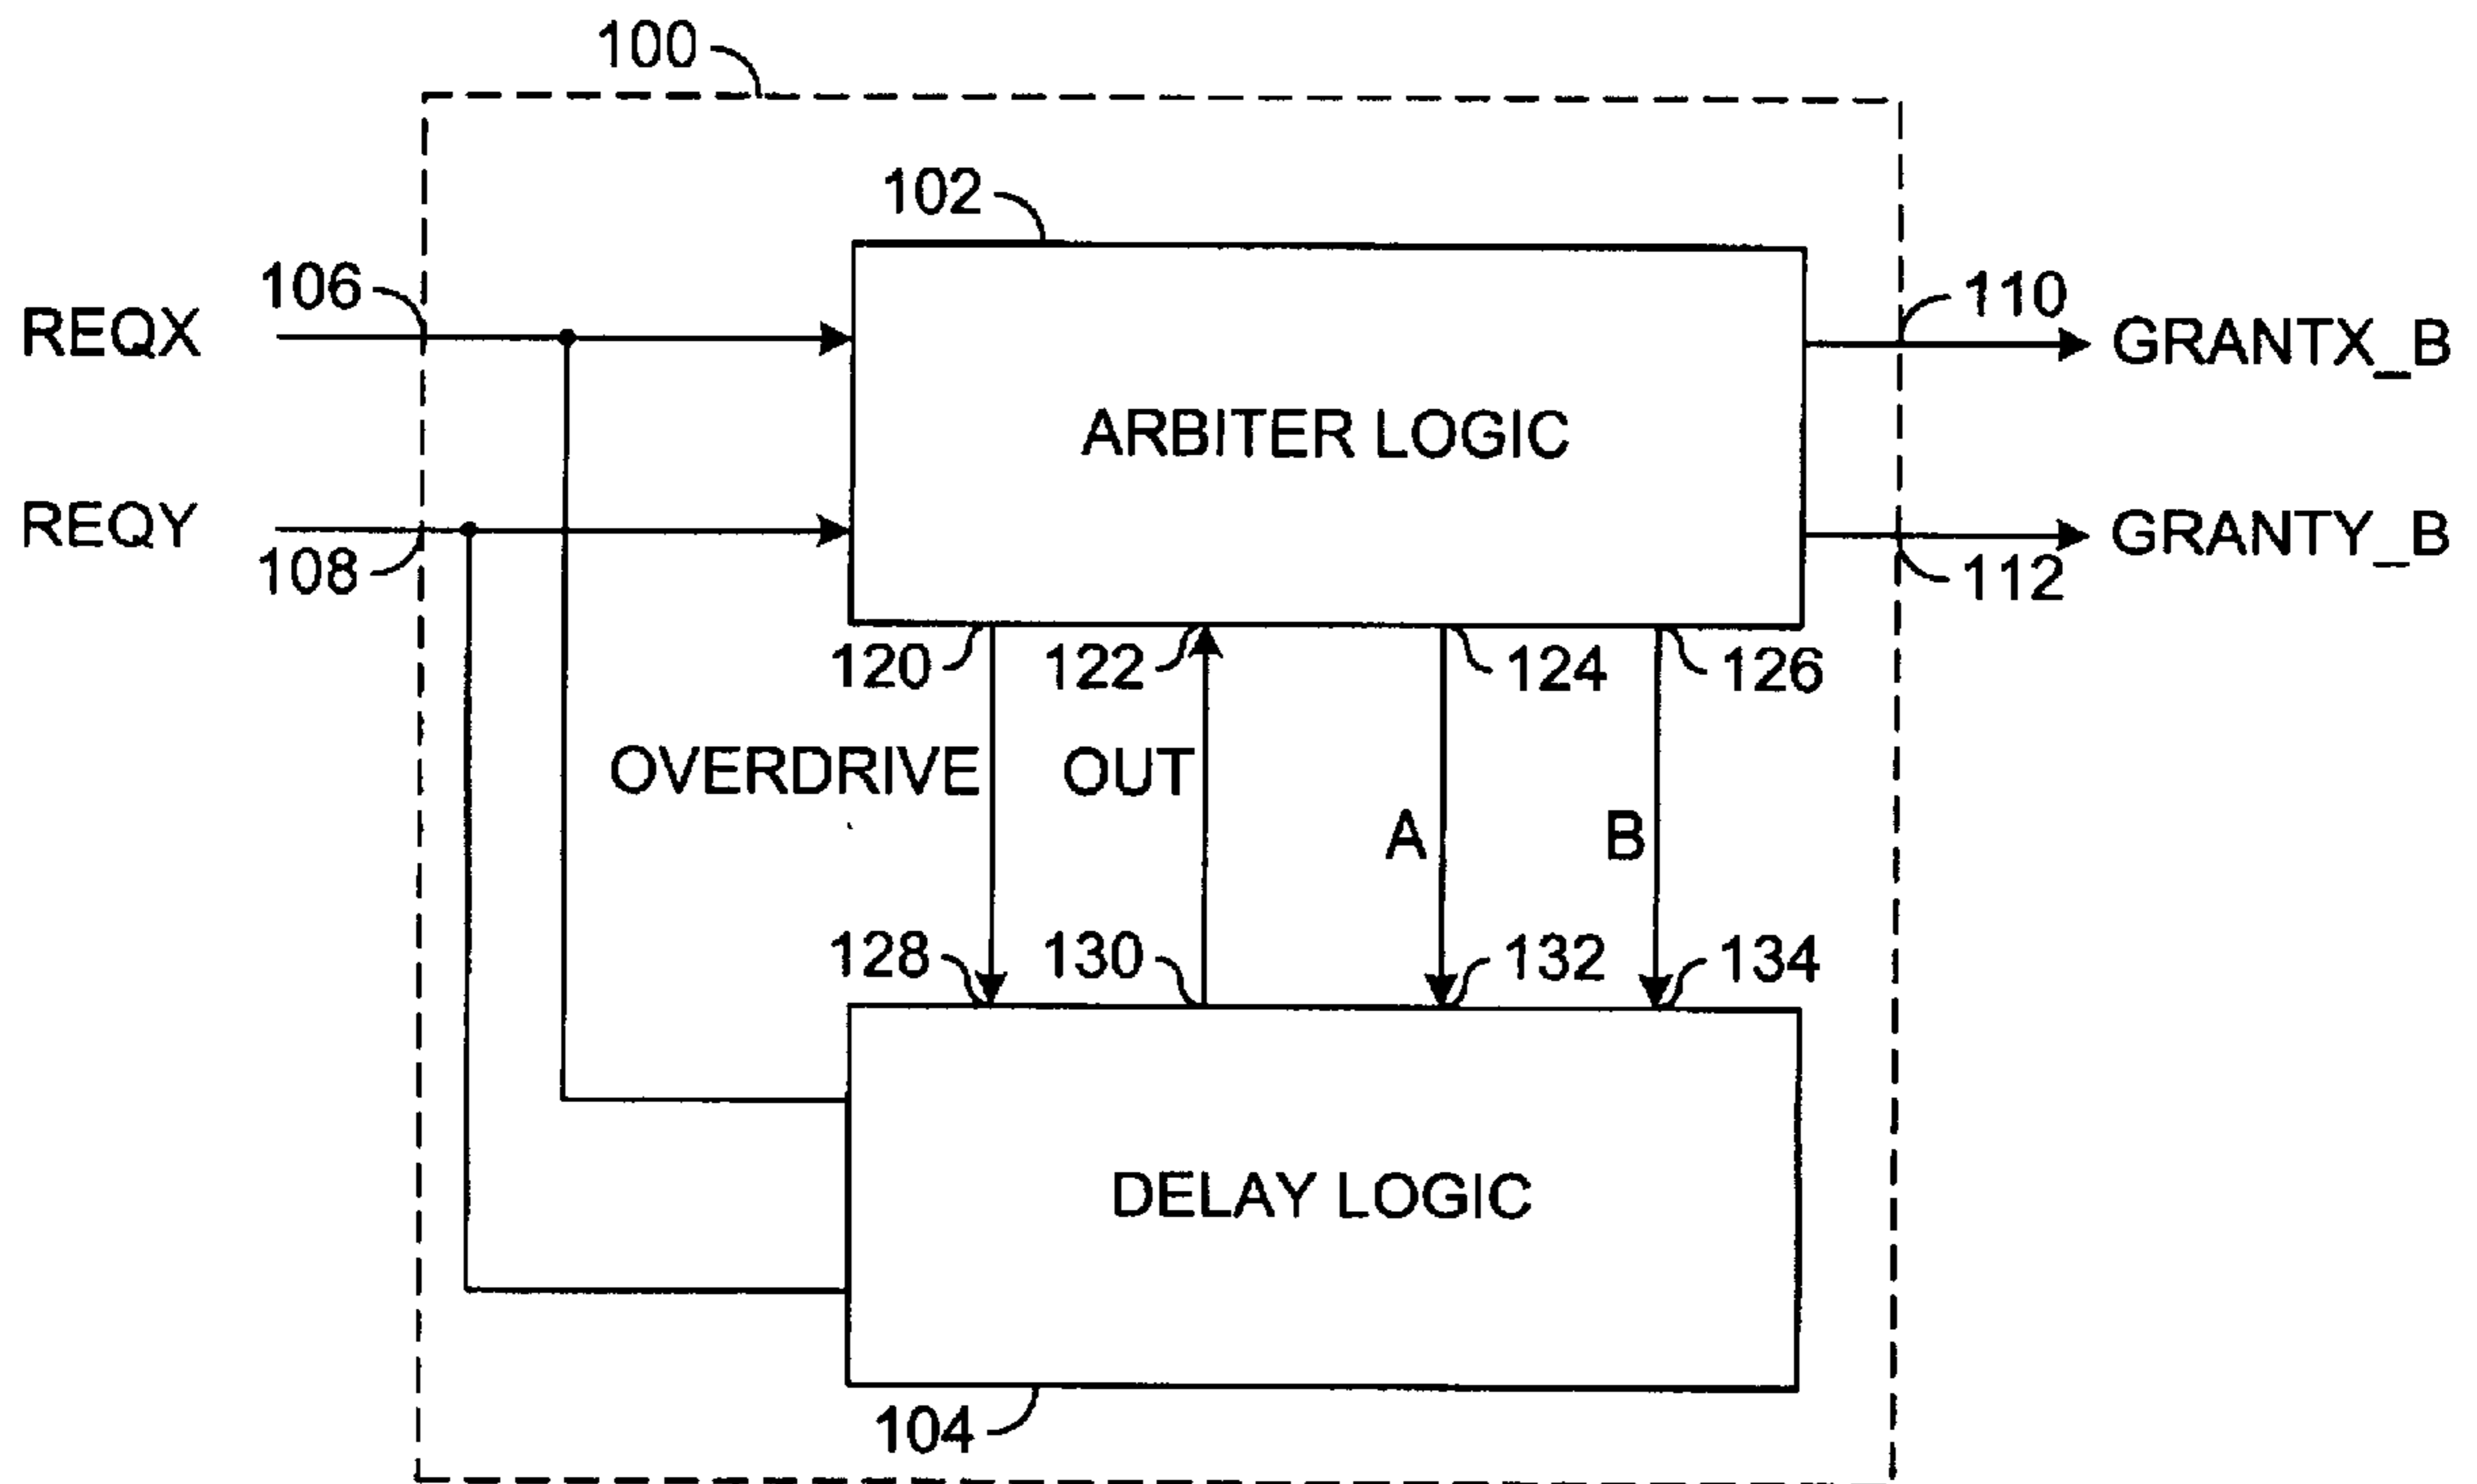 100
102
106
110
REQX
GRANTX_B
ARBITER LOGIC
REQY
GRANTY_B
108
112
120
122
124
126
OVERDRIVE
OUT
A
B
128
130
132
134
DELAY LOGIC
104